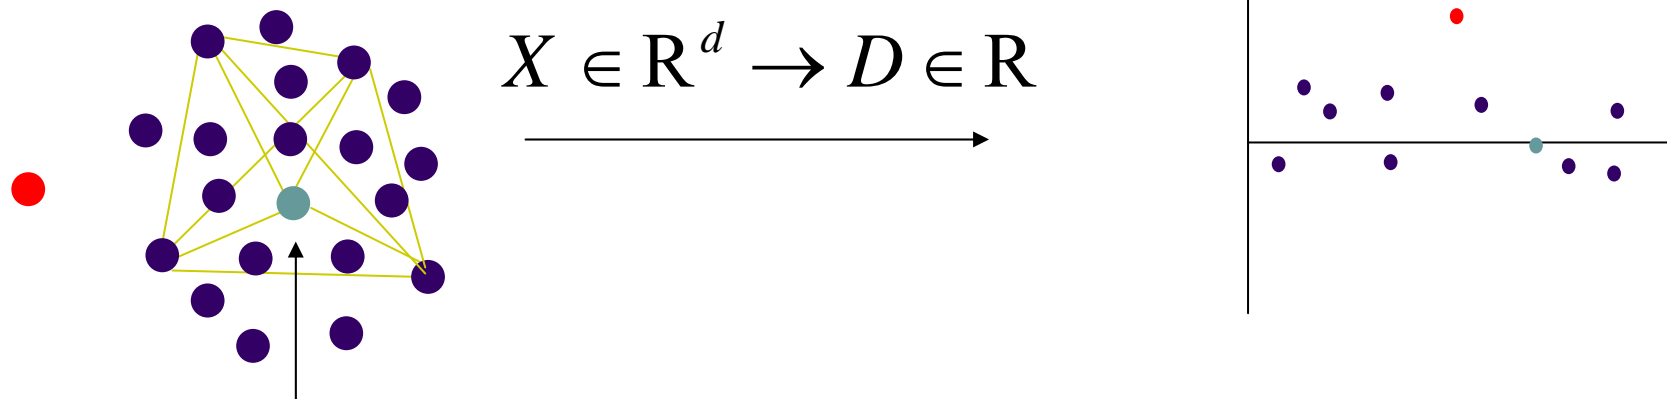 X ∈ R^d → D ∈ R